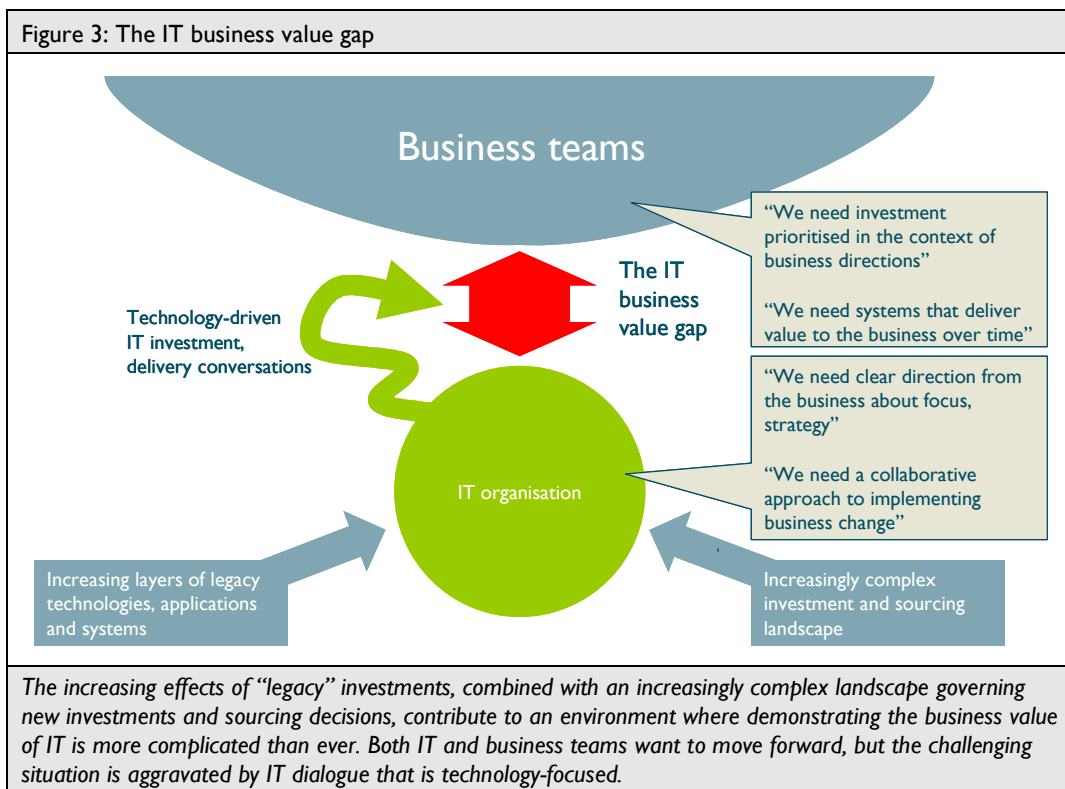 Figure 3: The IT business value gap
Business teams
“We need investment
prioritised in the context of
business directions”
“We need systems that deliver
value to the business over time”
The IT
business
value gap
Technology-driven
IT investment,
delivery conversations
“We need clear direction from
the business about focus,
strategy”
“We need a collaborative
approach to implementing
business change”
IT organisation
Increasing layers of legacy
technologies, applications
and systems
Increasingly complex
investment and sourcing
landscape
The increasing effects of “legacy” investments, combined with an increasingly complex landscape governing
new investments and sourcing decisions, contribute to an environment where demonstrating the business value
of IT is more complicated than ever. Both IT and business teams want to move forward, but the challenging
situation is aggravated by IT dialogue that is technology-focused.